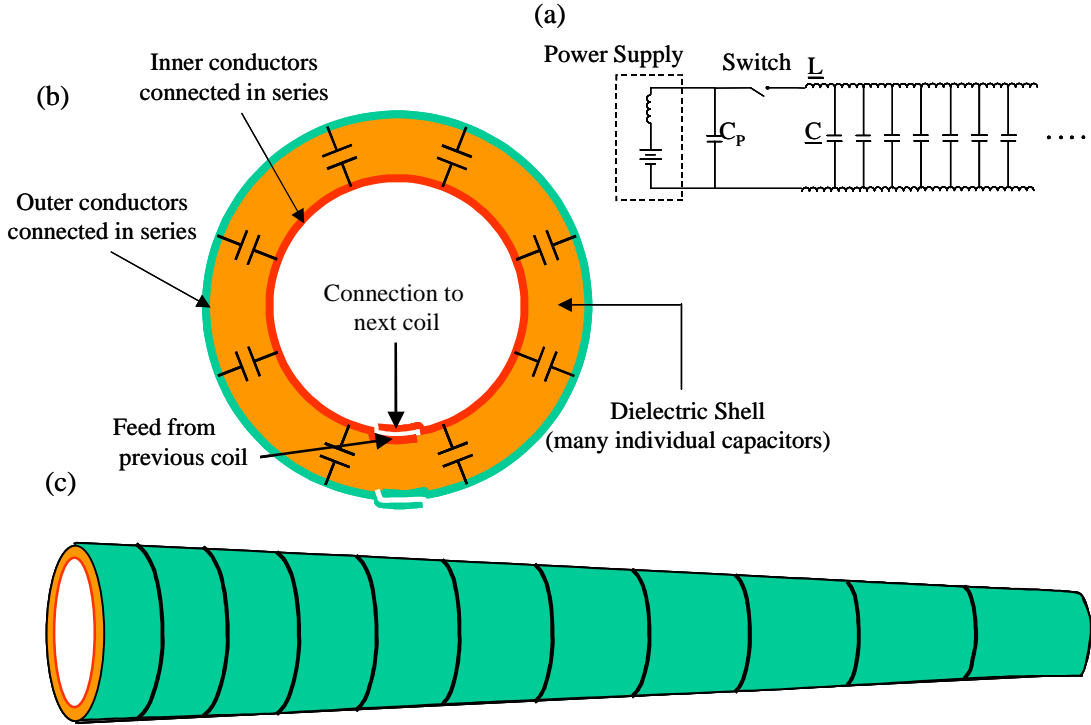 (a)
Power Supply
Switch
L
C
C_P
....
(b)
Inner conductors
connected in series
Outer conductors
connected in series
Connection to
next coil
Feed from
previous coil
Dielectric Shell
(many individual capacitors)
(c)